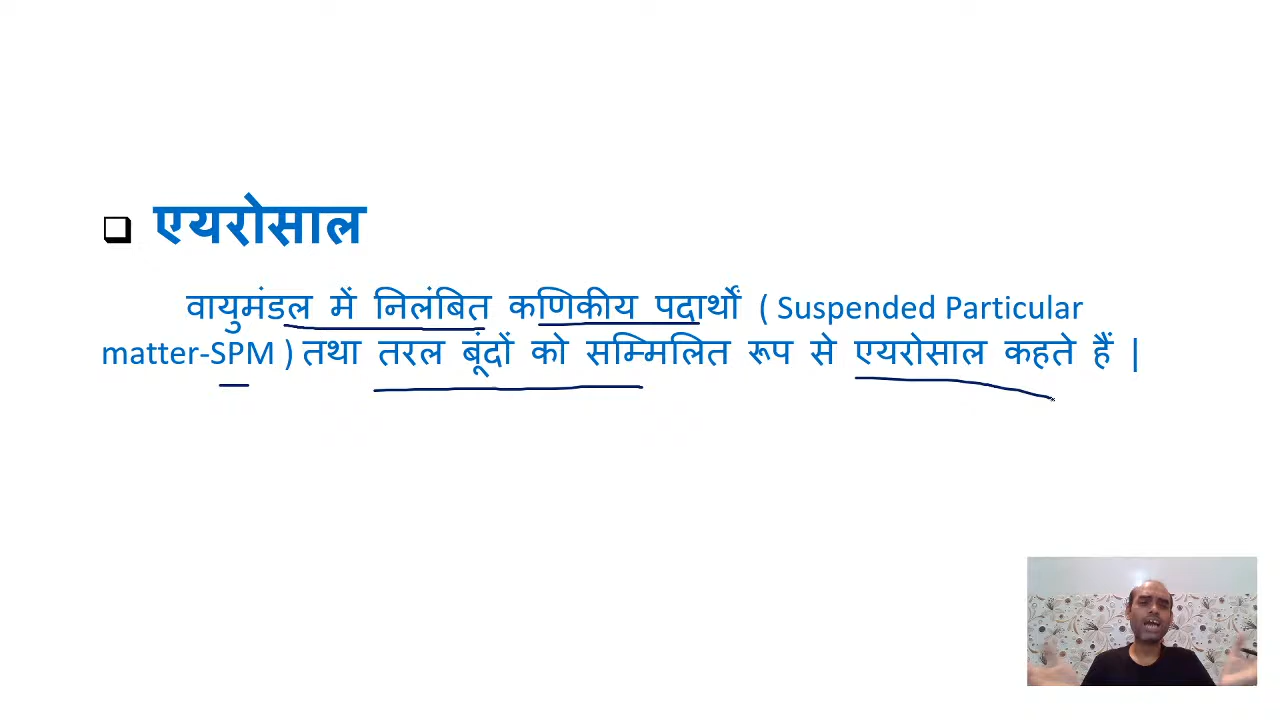 एयरोसाल
वायुमंडल में निलंबित कणिकीय पदार्थों ( Suspended Particular
matter-SPM ) तथा तरल बूंदों को सम्मिलित रूप से एयरोसाल कहते हैं |